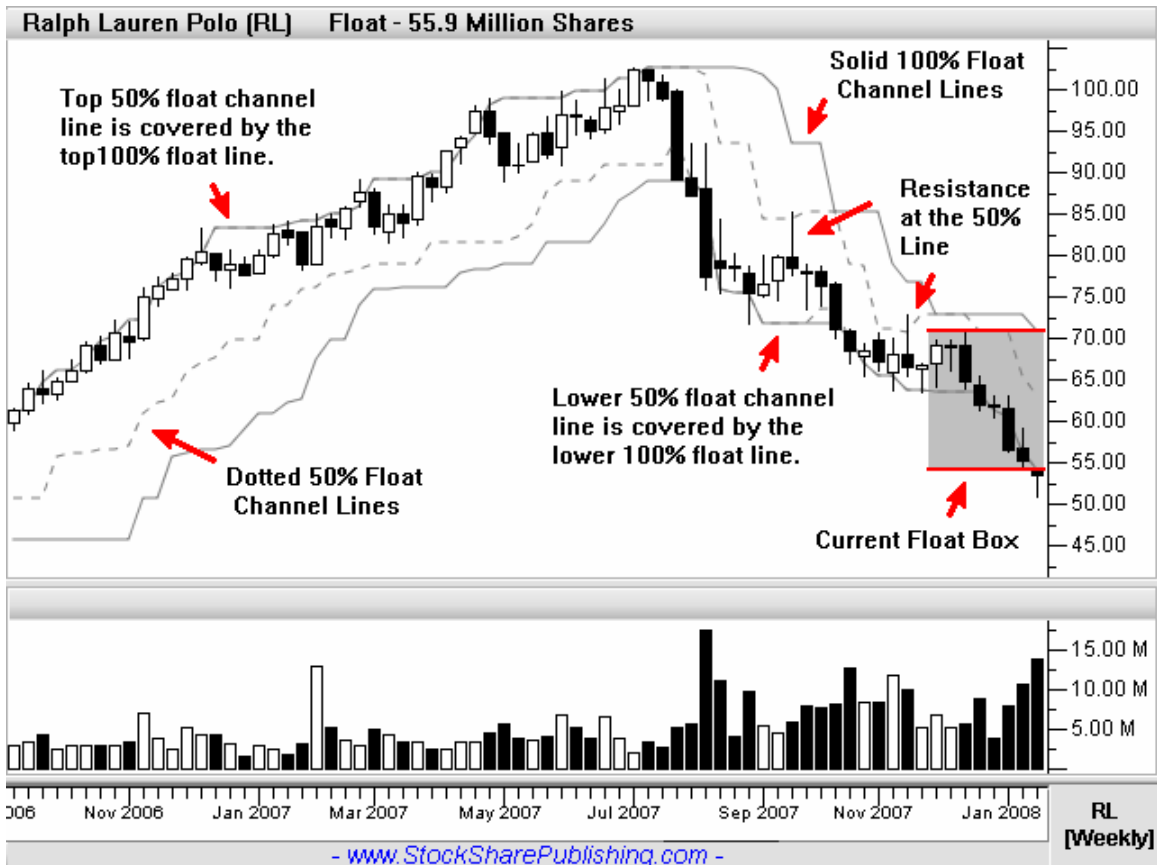 Ralph Lauren Polo (RL) Float - 55.9 Million Shares
Top 50% float channel
line is covered by the
top100% float line.
Solid 100% Float
Channel Lines
Resistance
at the 50%
Line
Dotted 50% Float
Channel Lines
Lower 50% float channel
line is covered by the
lower 100% float line.
Current Float Box
100.00
95.00
90.00
85.00
80.00
75.00
70.00
65.00
60.00
55.00
50.00
45.00
15.00 M
10.00 M
5.00 M
006 Nov 2006 Jan 2007 Mar 2007 May 2007 Jul 2007 Sep 2007 Nov 2007 Jan 2008
RL
[Weekly]
- www.StockSharePublishing.com -